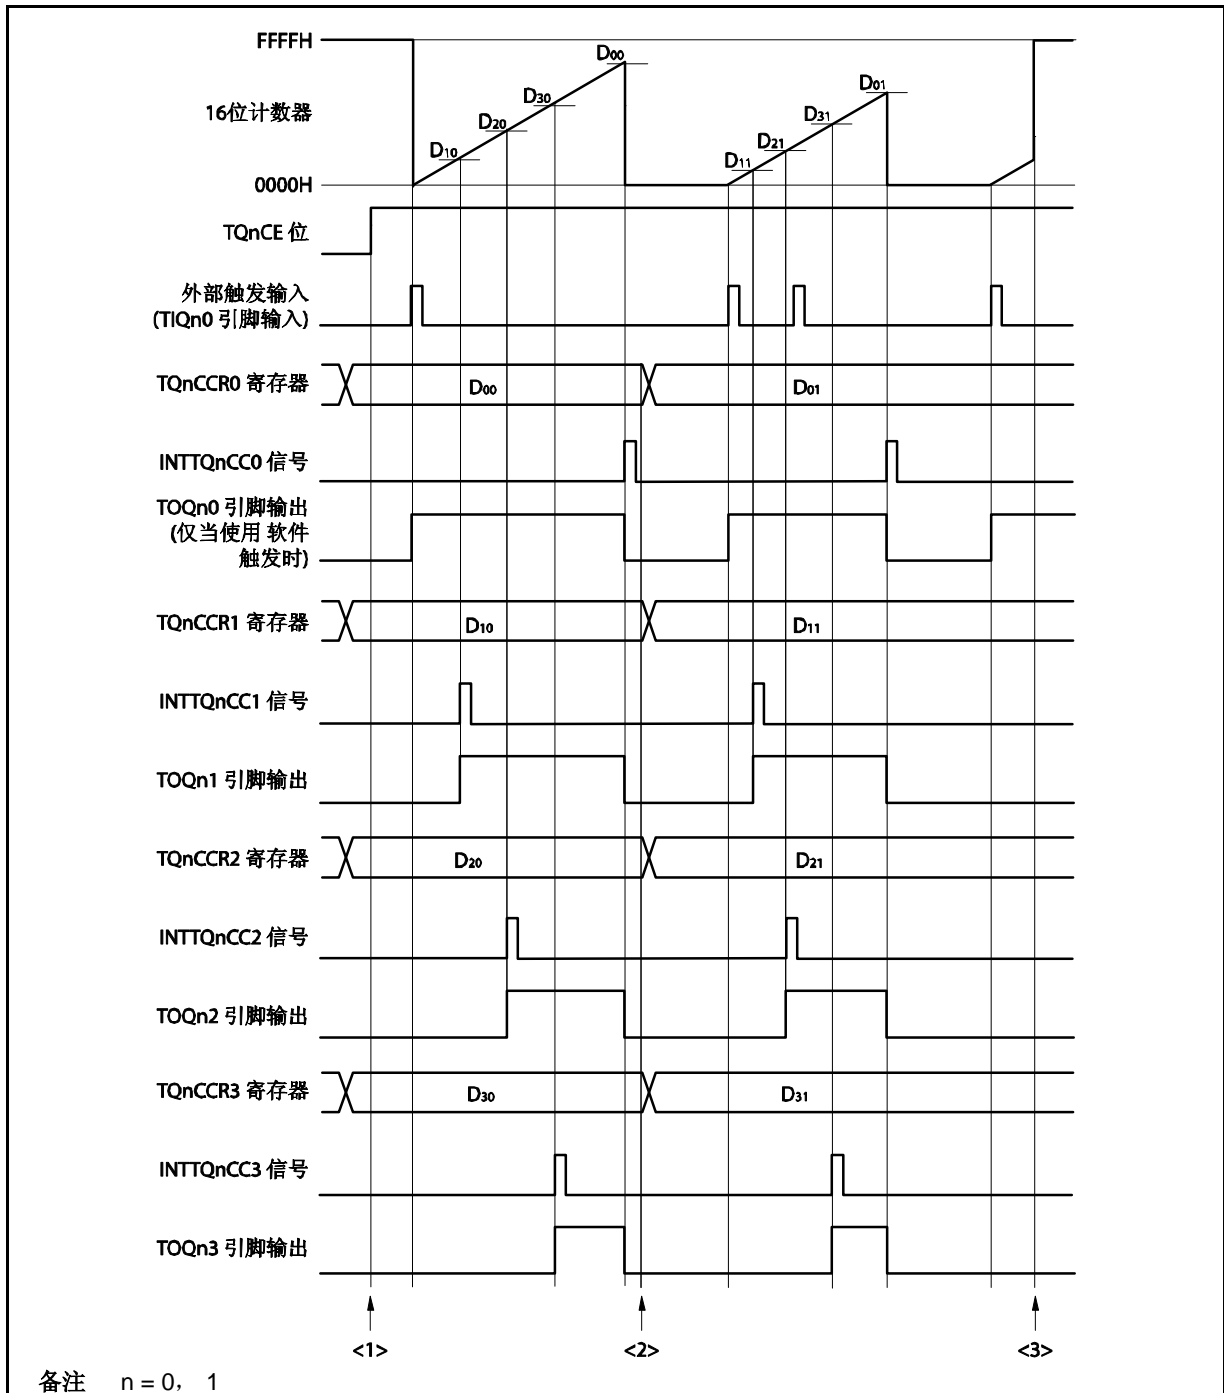 FFFFH
D00
D30
D01
16位计数器
D20
D31
D10
D21
D11
0000H
TQnCE 位
外部触发输入
(TIQn0 引脚输入)
TQnCCR0 寄存器
D00
D01
INTTQnCC0 信号
TOQn0 引脚输出
(仅当使用 软件
触发时)
TQnCCR1 寄存器
D10
D11
INTTQnCC1 信号
TOQn1 引脚输出
TQnCCR2 寄存器
D20
D21
INTTQnCC2 信号
TOQn2 引脚输出
TQnCCR3 寄存器
D30
D31
INTTQnCC3 信号
TOQn3 引脚输出
<1>
<2>
<3>
备注 n = 0， 1